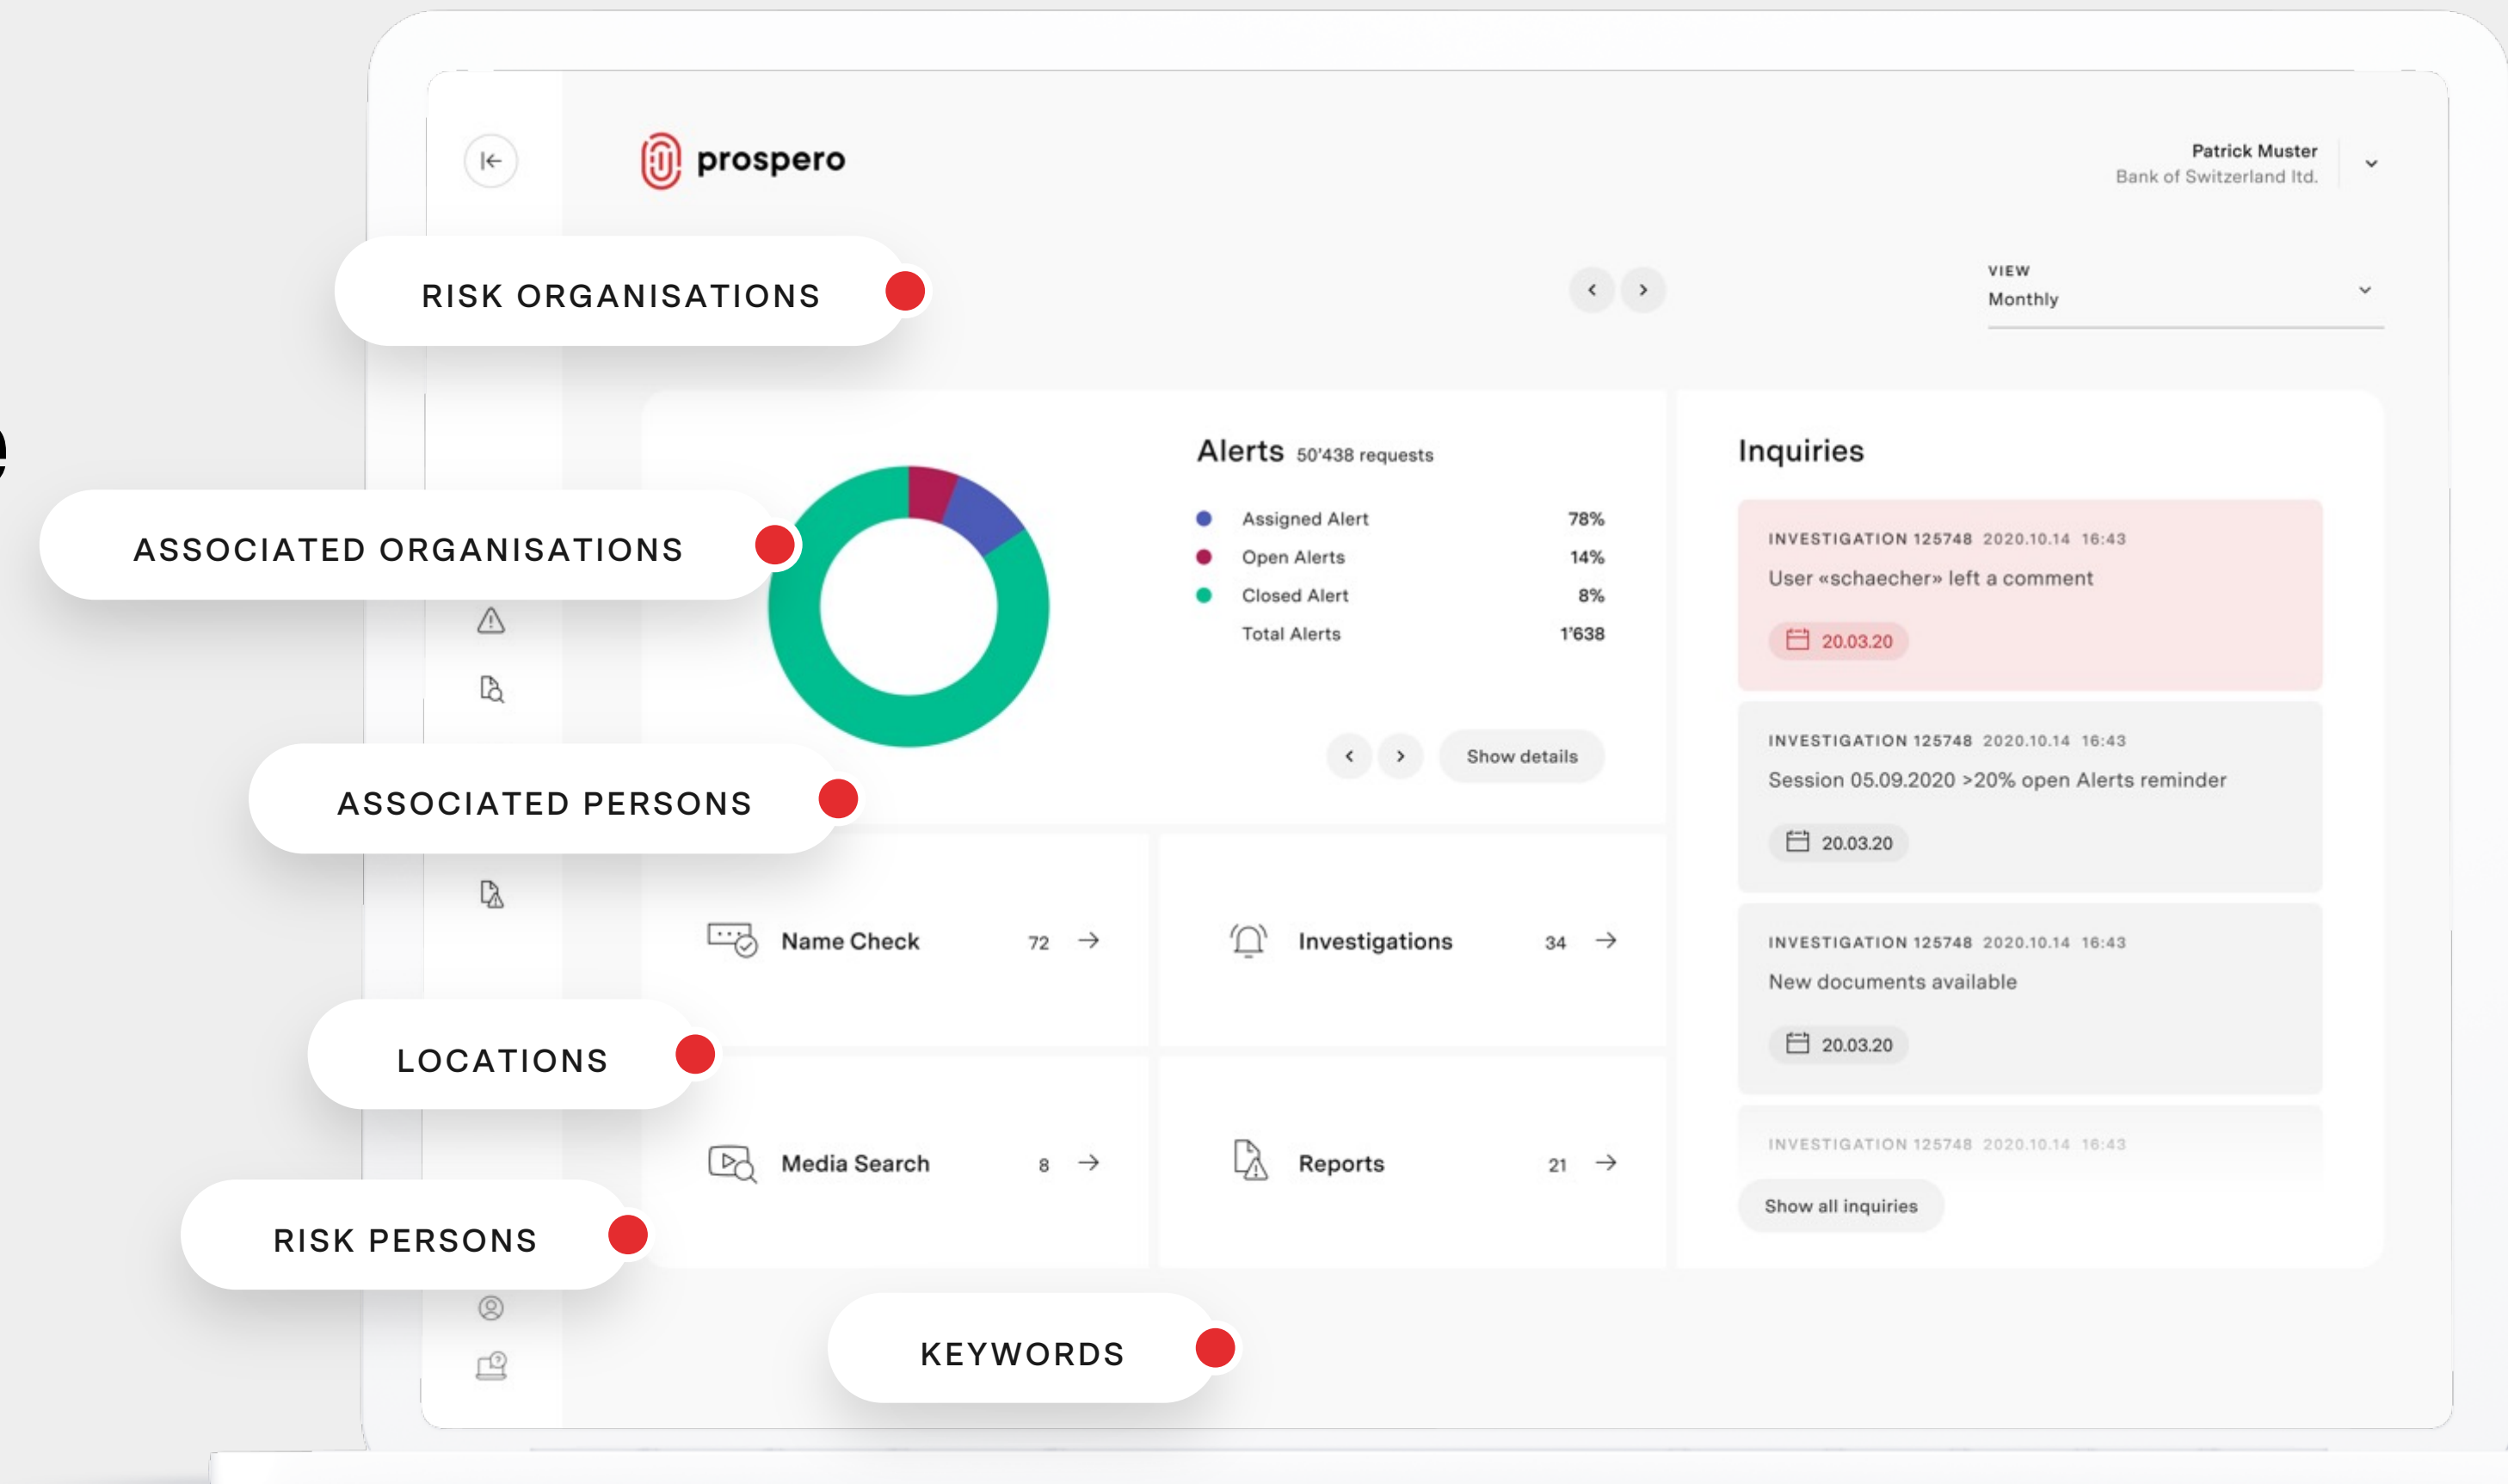 prospero
Patrick Muster
Bank of Switzerland ltd.
RISK ORGANISATIONS
VIEW
Monthly
ASSOCIATED ORGANISATIONS
Alerts 50'438 requests
Assigned Alert 78%
Open Alerts 14%
Closed Alert 8%
Total Alerts 1'638
Show details
ASSOCIATED PERSONS
Name Check 72
Investigations 34
LOCATIONS
Media Search 8
Reports 21
RISK PERSONS
KEYWORDS
Inquiries
INVESTIGATION 125748 2020.10.14 16:43
User «schaecher» left a comment
20.03.20
INVESTIGATION 125748 2020.10.14 16:43
Session 05.09.2020 >20% open Alerts reminder
20.03.20
INVESTIGATION 125748 2020.10.14 16:43
New documents available
20.03.20
INVESTIGATION 125748 2020.10.14 16:43
Show all inquiries